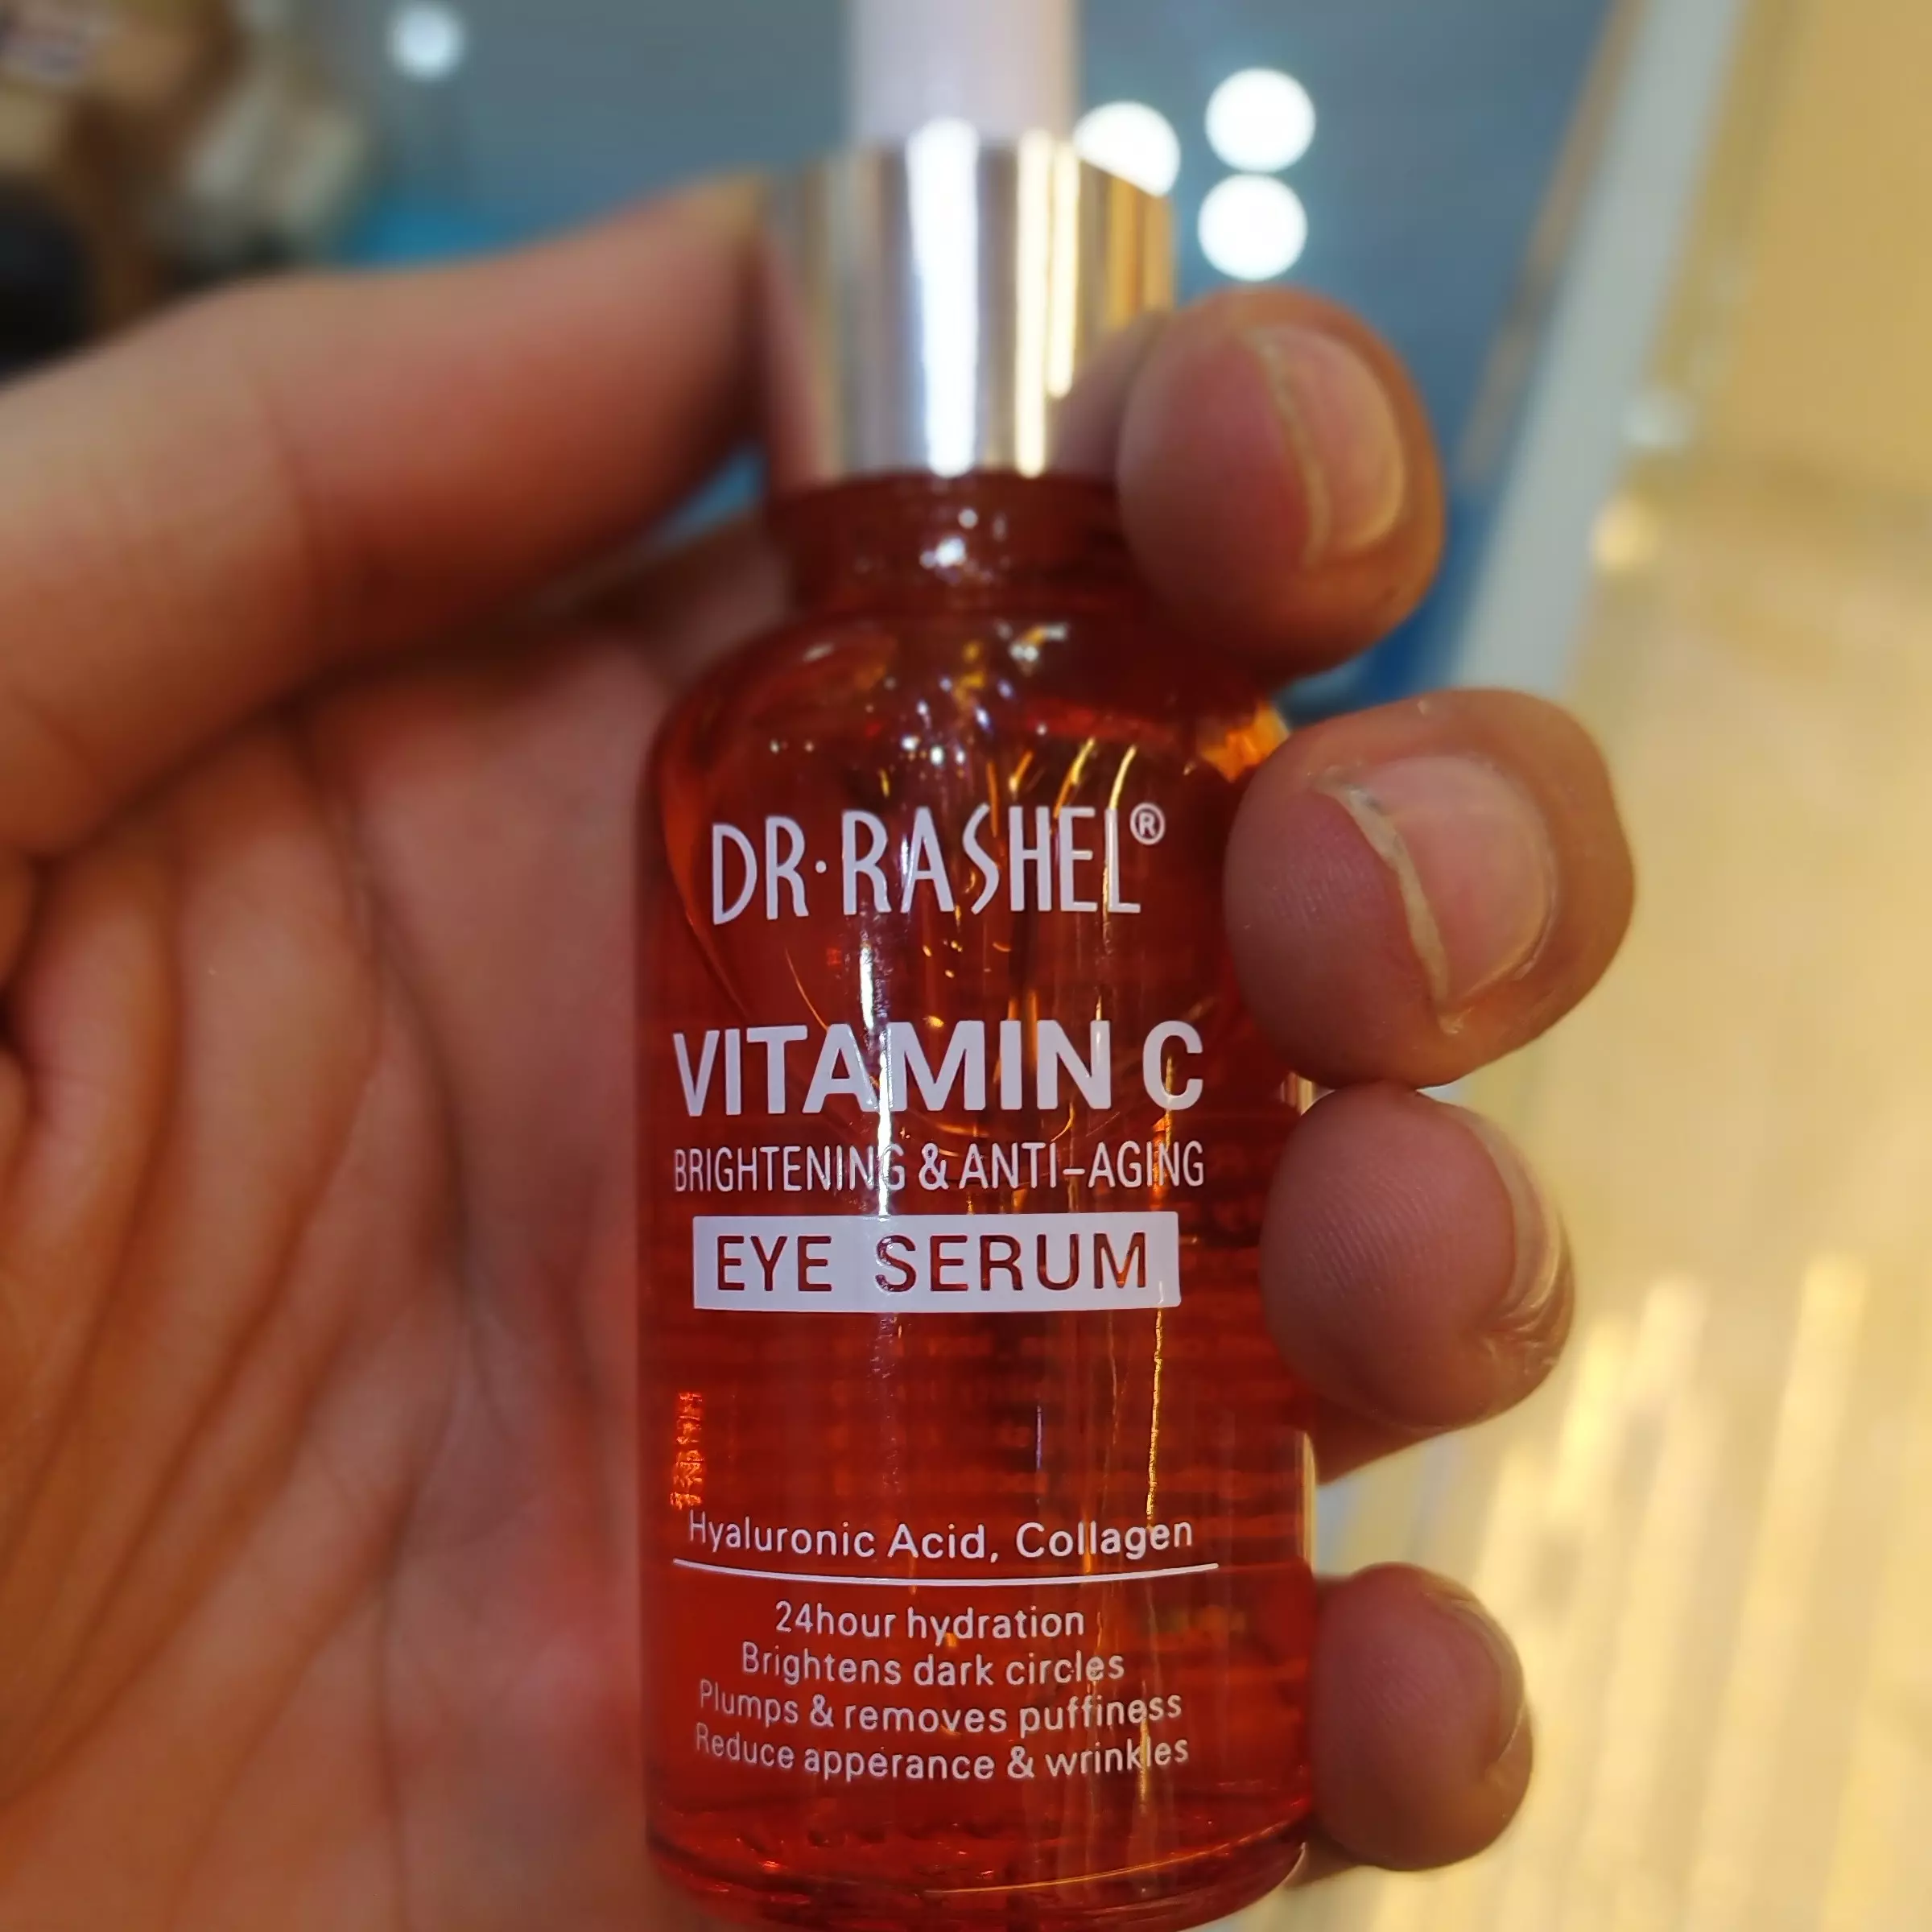 DR·RASHEL®
VITAMIN C
BRIGHTENING & ANTI-AGING
EYE SERUM
Hyaluronic Acid, Collagen
24hour hydration
Brightens dark circles
Plumps & removes puffiness
Reduce apperance & wrinkles